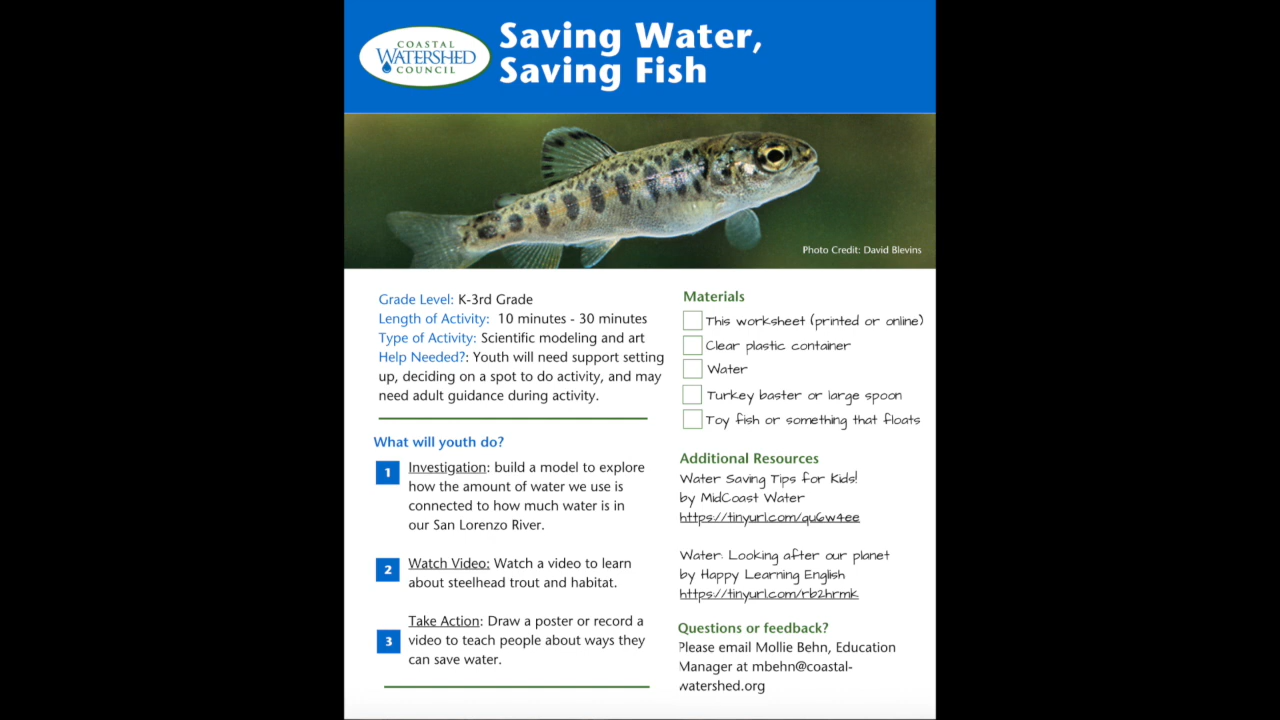 COASTAL
WATERSHED
COUNCIL
Saving Water,
Saving Fish
Photo Credit: David Blevins
Grade Level: K-3rd Grade
Length of Activity: 10 minutes - 30 minutes
Type of Activity: Scientific modeling and art
Help Needed?: Youth will need support setting
up, deciding on a spot to do activity, and may
need adult guidance during activity.
What will youth do?
1 Investigation: build a model to explore
how the amount of water we use is
connected to how much water is in
our San Lorenzo River.
2 Watch Video: Watch a video to learn
about steelhead trout and habitat.
3 Take Action: Draw a poster or record a
video to teach people about ways they
can save water.
Materials
This worksheet (printed or online)
Clear plastic container
Water
Turkey baster or large spoon
Toy fish or something that floats
Additional Resources
Water Saving Tips for Kids!
by MidCoast Water
https://tinyurl.com/qu6w4ee
Water: Looking after our planet
by Happy Learning English
https://tinyurl.com/rb2hrmk
Questions or feedback?
Please email Mollie Behn, Education
Manager at mbehn@coastal-
watershed.org